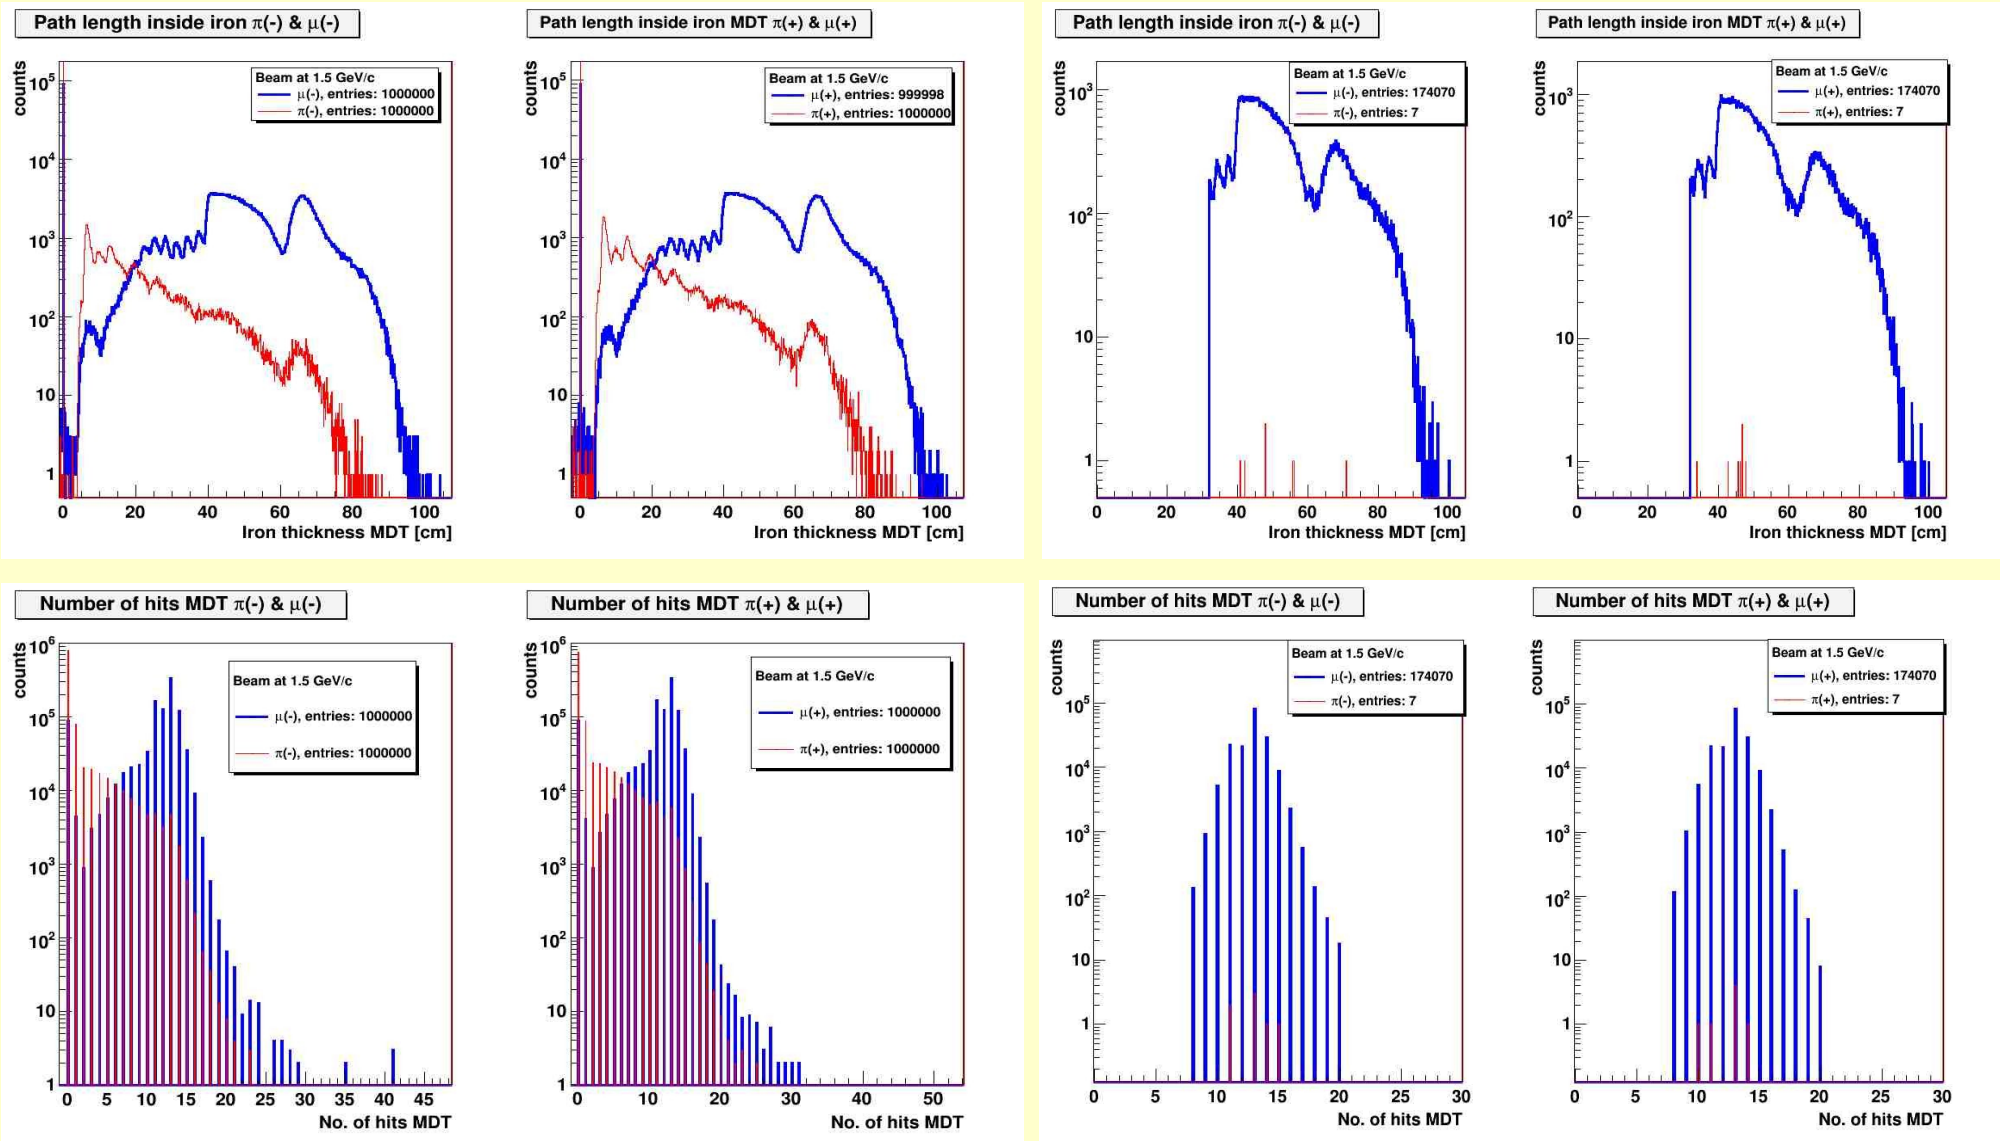 Path length inside iron π(-) & μ(-)
counts
10⁵
10⁴
10³
10²
10
1
Beam at 1.5 GeV/c
μ(-), entries: 1000000
π(-), entries: 1000000
0 20 40 60 80 100
Iron thickness MDT [cm]
Path length inside iron MDT π(+) & μ(+)
counts
10⁵
10⁴
10³
10²
10
1
Beam at 1.5 GeV/c
μ(+), entries: 999998
π(+), entries: 1000000
0 20 40 60 80 100
Iron thickness MDT [cm]
Path length inside iron π(-) & μ(-)
counts
10³
10²
10
1
Beam at 1.5 GeV/c
μ(-), entries: 174070
π(-), entries: 7
0 20 40 60 80 100
Iron thickness MDT [cm]
Path length inside iron MDT π(+) & μ(+)
counts
10³
10²
10
1
Beam at 1.5 GeV/c
μ(+), entries: 174070
π(+), entries: 7
0 20 40 60 80 100
Iron thickness MDT [cm]
Number of hits MDT π(-) & μ(-)
counts
10⁶
10⁵
10⁴
10³
10²
10
1
Beam at 1.5 GeV/c
μ(-), entries: 1000000
π(-), entries: 1000000
0 5 10 15 20 25 30 35 40 45
No. of hits MDT
Number of hits MDT π(+) & μ(+)
counts
10⁶
10⁵
10⁴
10³
10²
10
1
Beam at 1.5 GeV/c
μ(+), entries: 1000000
π(+), entries: 1000000
0 10 20 30 40 50
No. of hits MDT
Number of hits MDT π(-) & μ(-)
counts
10⁵
10⁴
10³
10²
10
1
Beam at 1.5 GeV/c
μ(-), entries: 174070
π(-), entries: 7
0 5 10 15 20 25 30
No. of hits MDT
Number of hits MDT π(+) & μ(+)
counts
10⁵
10⁴
10³
10²
10
1
Beam at 1.5 GeV/c
μ(+), entries: 174070
π(+), entries: 7
0 5 10 15 20 25 30
No. of hits MDT